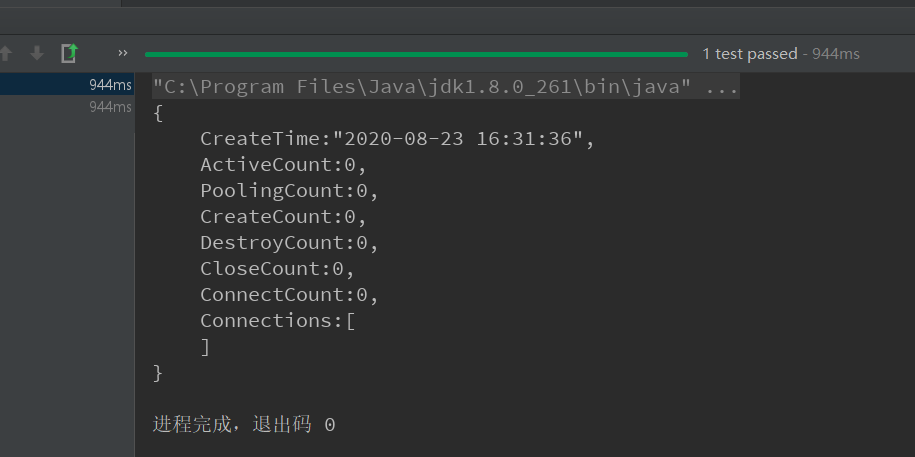 » 1 test passed - 944ms
944ms "C:\Program Files\Java\jdk1.8.0_261\bin\java" ...
944ms {
CreateTime:"2020-08-23 16:31:36",
ActiveCount:0,
PoolingCount:0,
CreateCount:0,
DestroyCount:0,
CloseCount:0,
ConnectCount:0,
Connections:[
]
}
进程完成，退出码 0